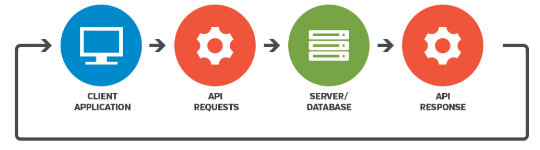 CLIENT
APPLICATION
API
REQUESTS
SERVER/
DATABASE
API
RESPONSE